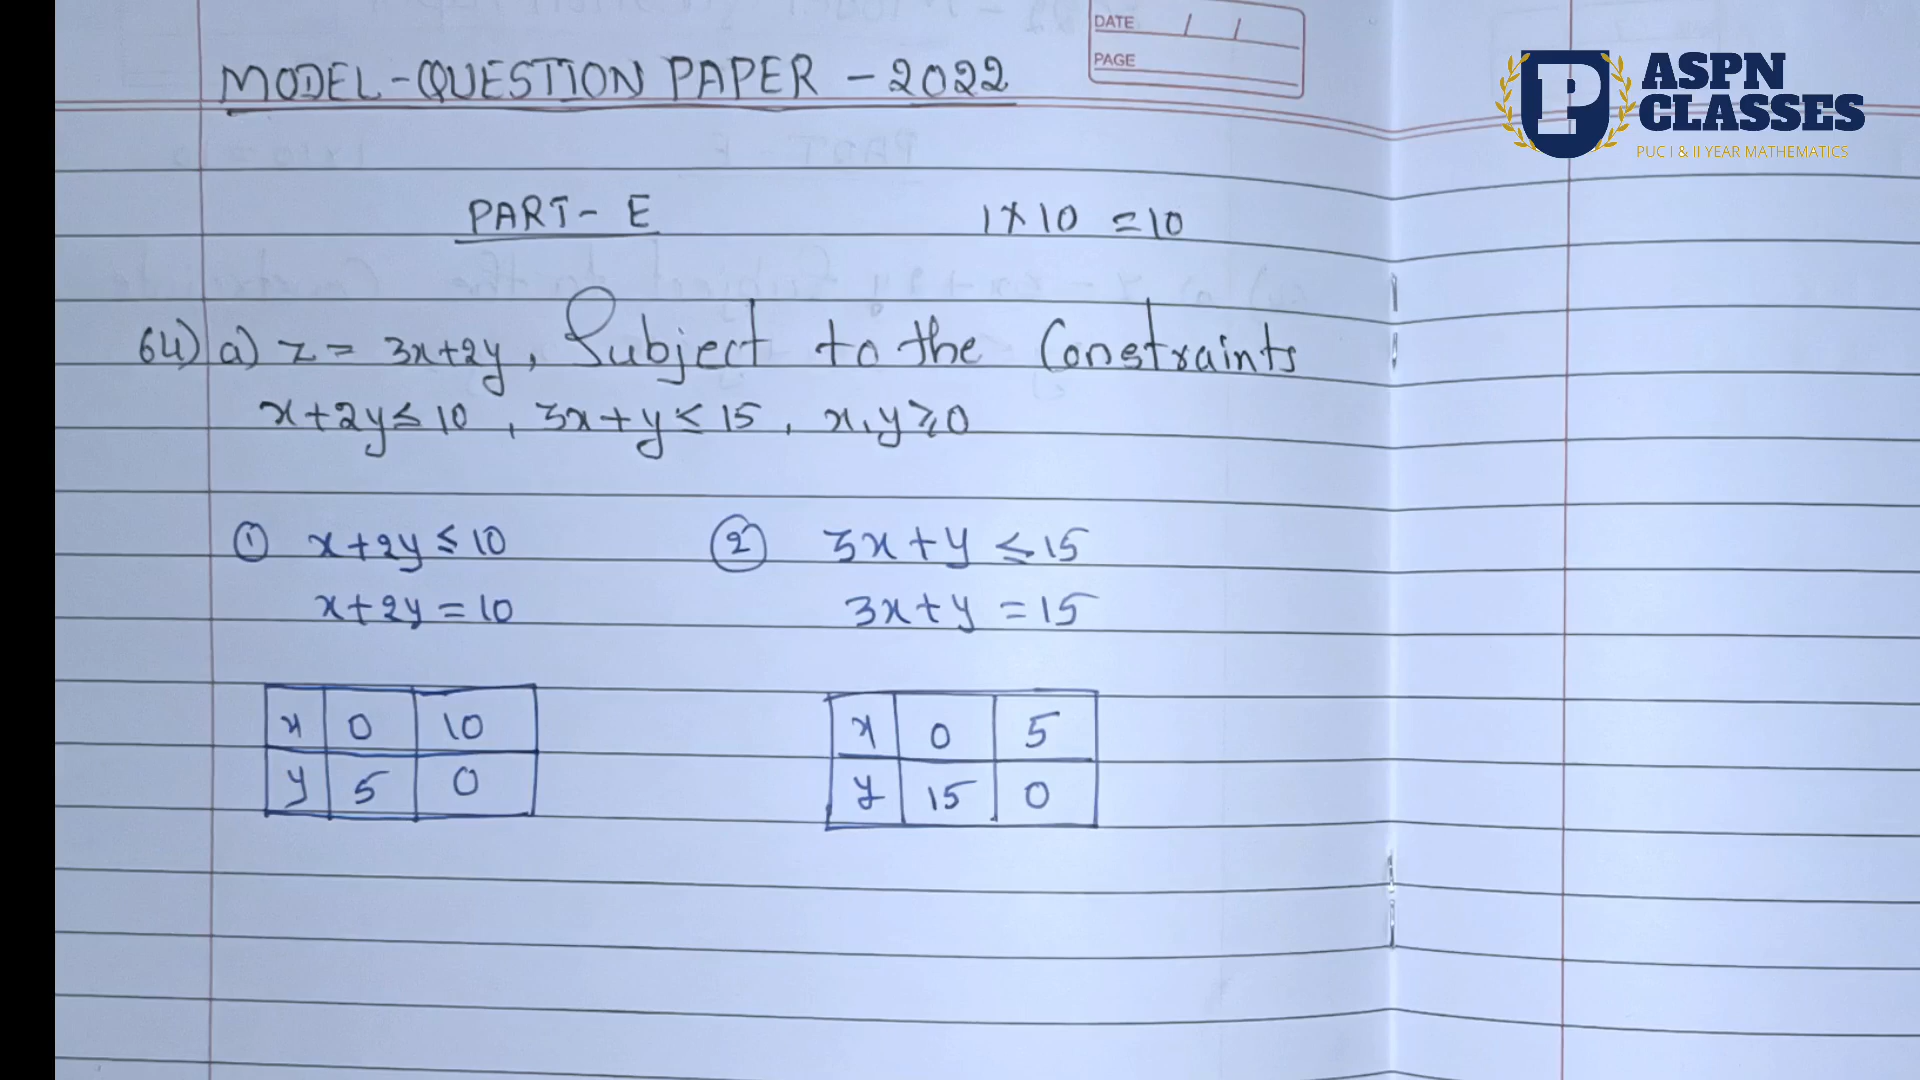 DATE / /
PAGE
ASPN
CLASSES
PUC I & II YEAR MATHEMATICS
MODEL-QUESTION PAPER - 2022
PART- E 1×10 = 10
64) a) z = 3x+2y, Subject to the Constraints
x+2y≤10, 3x+y≤15, x,y≥0
① x+2y≤10 ② 3x+y≤15
x+2y=10 3x+y=15
x 0 10 x 0 5
y 5 0 y 15 0